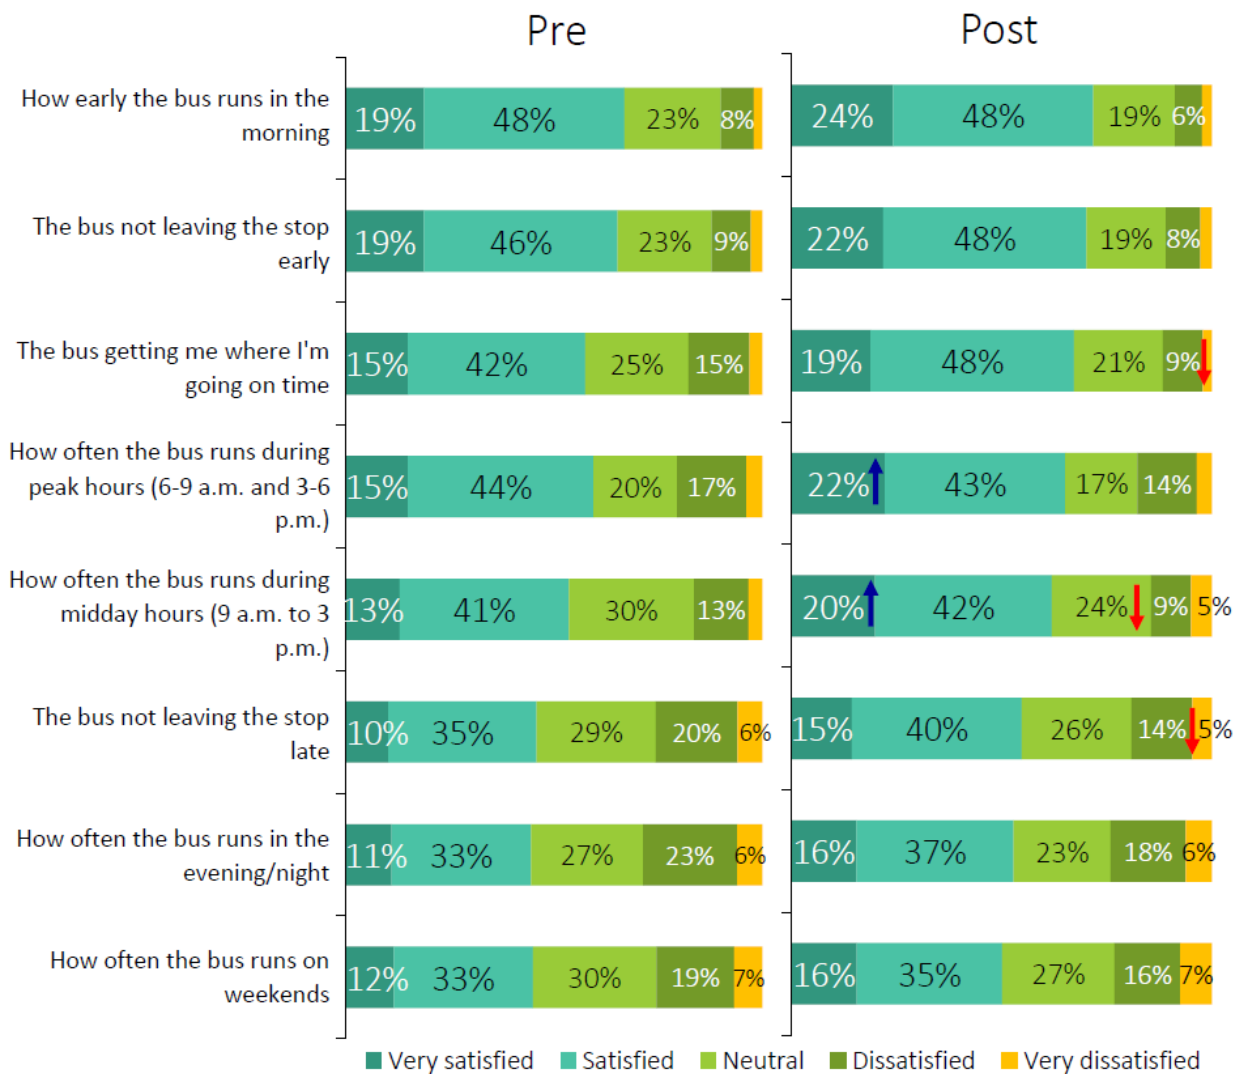 Pre
Post
How early the bus runs in the
morning
19% 48% 23% 8%
24% 48% 19% 6%
The bus not leaving the stop
early
19% 46% 23% 9%
22% 48% 19% 8%
The bus getting me where I'm
going on time
15% 42% 25% 15%
19% 48% 21% 9%
How often the bus runs during
peak hours (6-9 a.m. and 3-6
p.m.)
15% 44% 20% 17%
22% 43% 17% 14%
How often the bus runs during
midday hours (9 a.m. to 3
p.m.)
13% 41% 30% 13%
20% 42% 24% 9% 5%
The bus not leaving the stop
late
10% 35% 29% 20% 6%
15% 40% 26% 14% 5%
How often the bus runs in the
evening/night
11% 33% 27% 23% 6%
16% 37% 23% 18% 6%
How often the bus runs on
weekends
12% 33% 30% 19% 7%
16% 35% 27% 16% 7%
Very satisfied Satisfied Neutral Dissatisfied Very dissatisfied